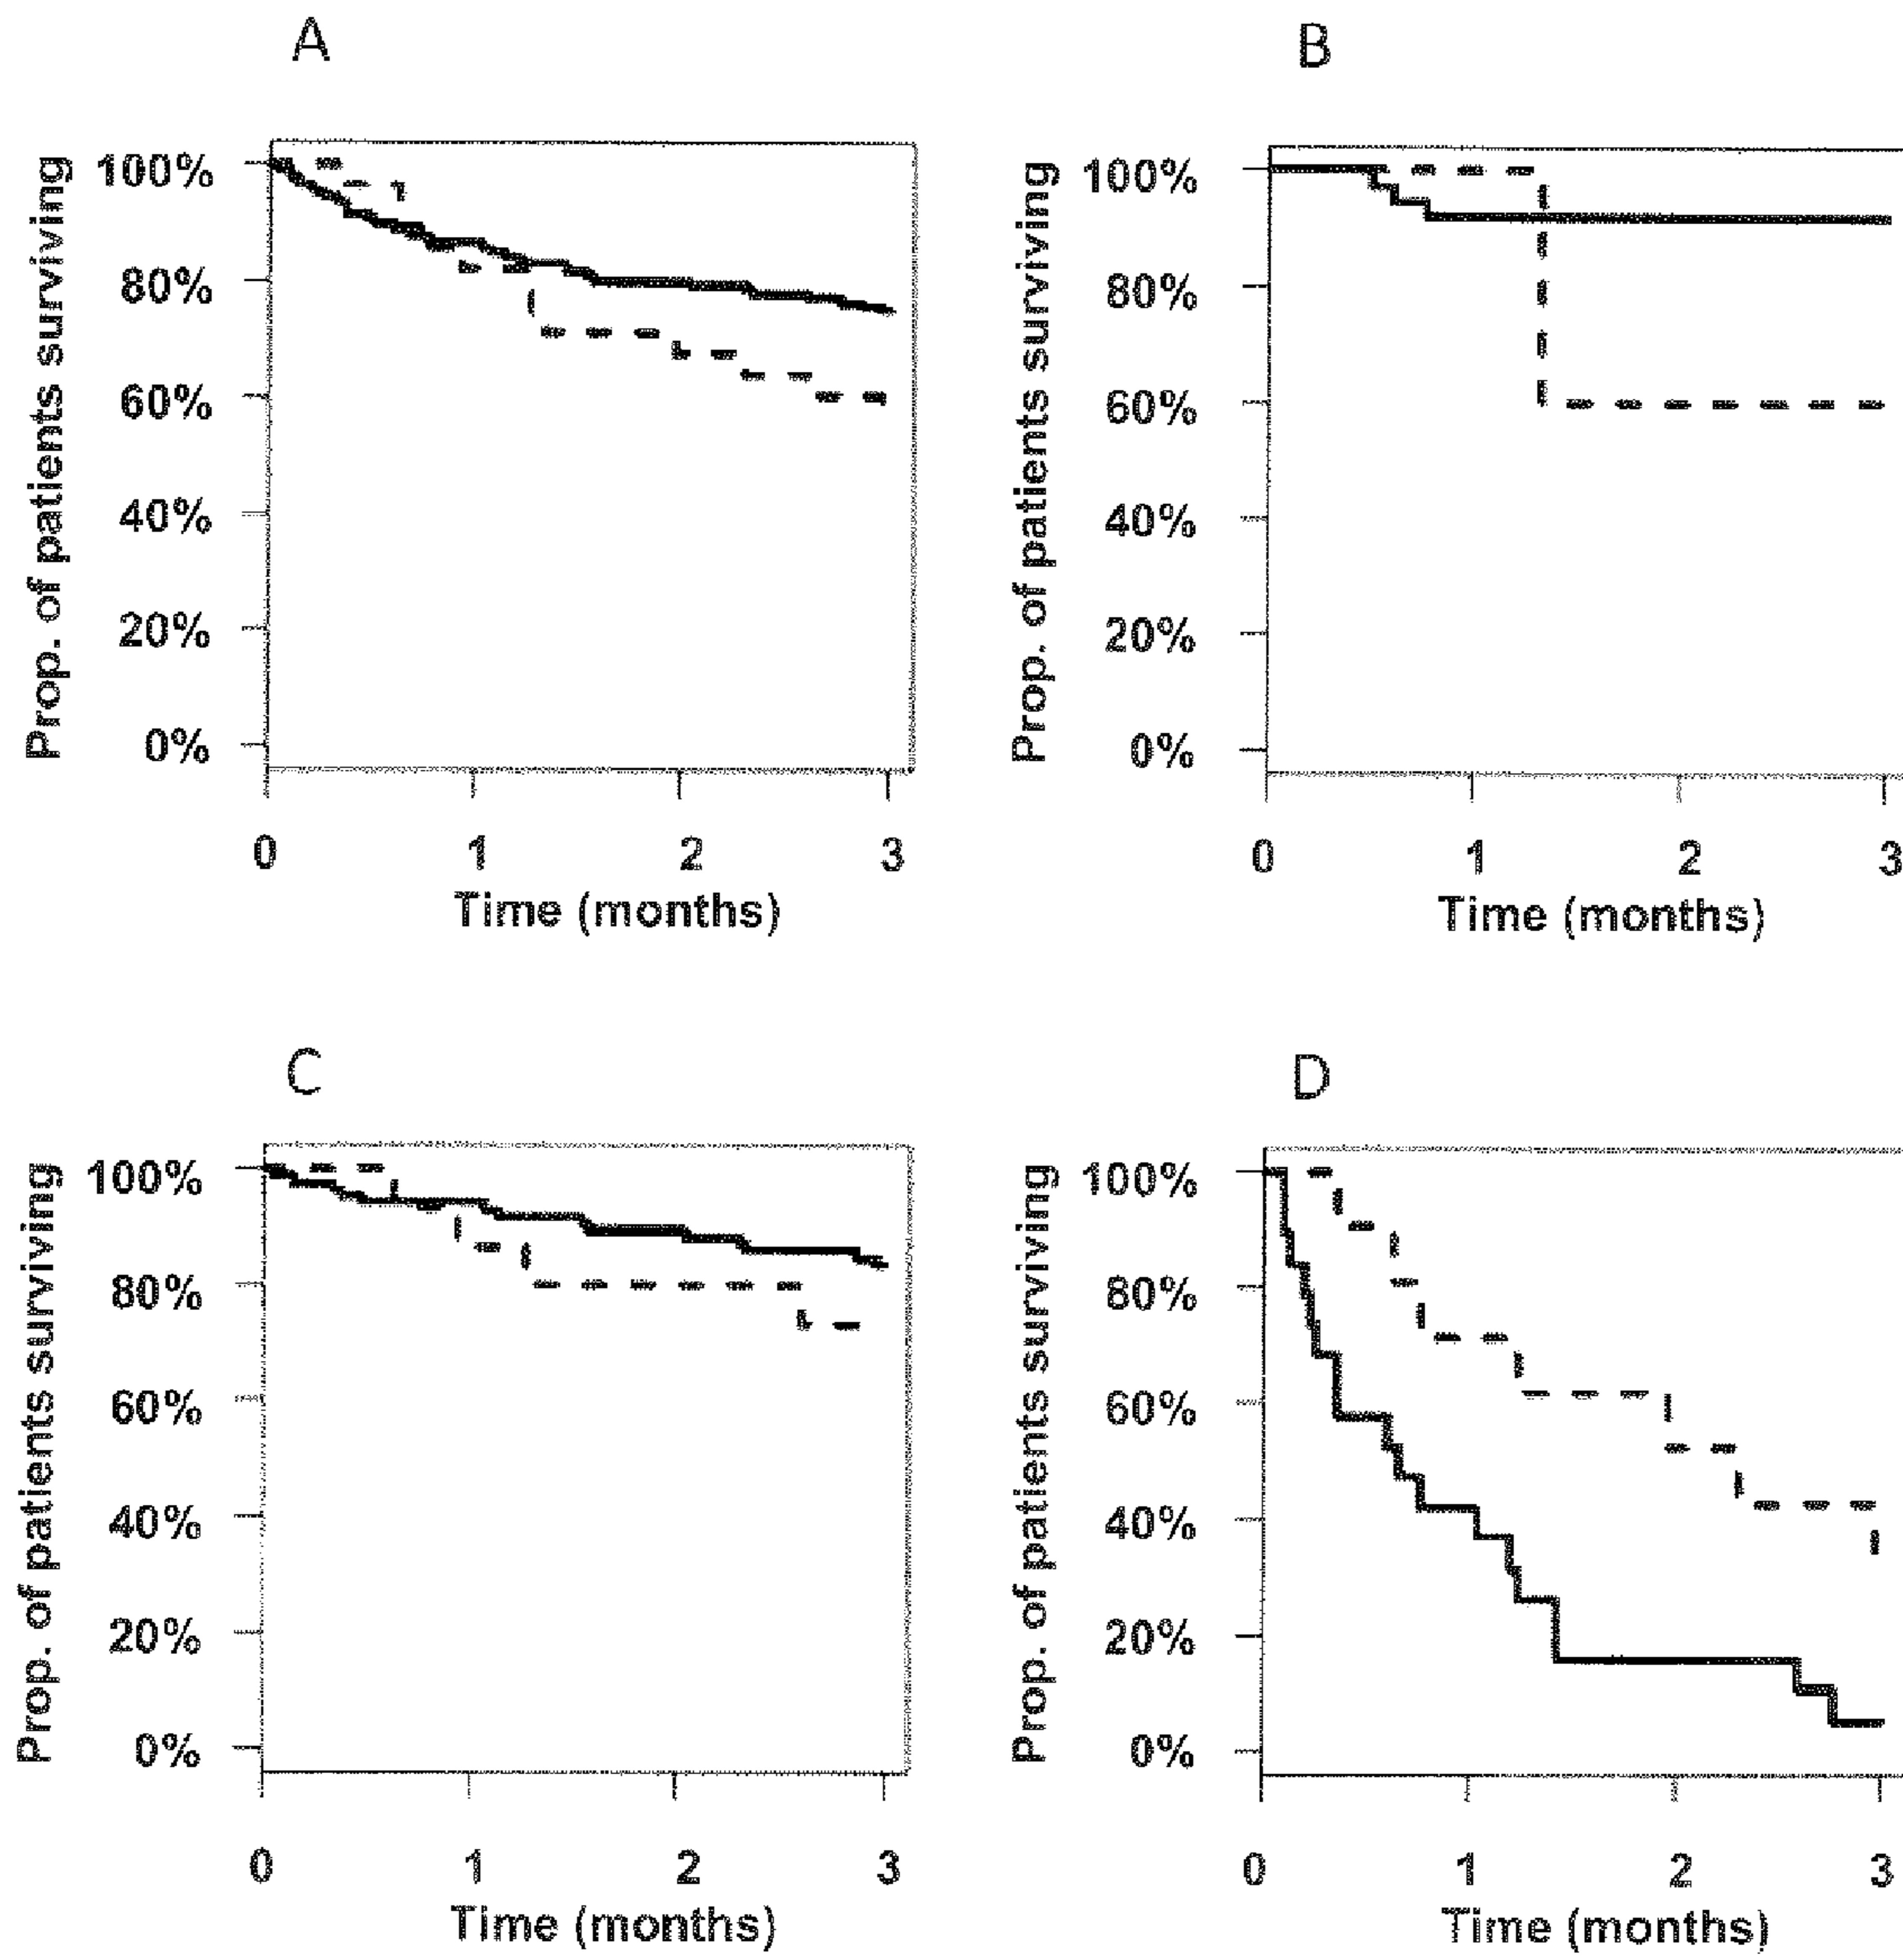 A
Prop. of patients surviving
100%
80%
60%
40%
20%
0%
0 1 2 3
Time (months)
B
Prop. of patients surviving
100%
80%
60%
40%
20%
0%
0 1 2 3
Time (months)
C
Prop. of patients surviving
100%
80%
60%
40%
20%
0%
0 1 2 3
Time (months)
D
Prop. of patients surviving
100%
80%
60%
40%
20%
0%
0 1 2 3
Time (months)